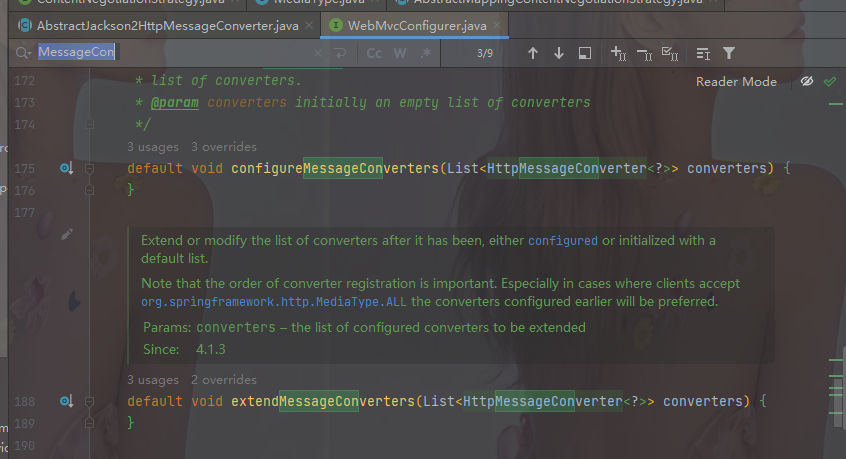 ContentNegotiationStrategy.java MediaType.java AbstractMappingContentNegotiationStrategy.java
AbstractJackson2HttpMessageConverter.java WebMvcConfigurer.java
MessageCon Cc W .* 3/9
Reader Mode
172 * list of converters.
173 * @param converters initially an empty list of converters
174 */
3 usages 3 overrides
175 default void configureMessageConverters(List<HttpMessageConverter<?>> converters) {
176 }
177
Extend or modify the list of converters after it has been, either configured or initialized with a
default list.
Note that the order of converter registration is important. Especially in cases where clients accept
org.springframework.http.MediaType.ALL the converters configured earlier will be preferred.
Params: converters – the list of configured converters to be extended
Since: 4.1.3
3 usages 2 overrides
188 default void extendMessageConverters(List<HttpMessageConverter<?>> converters) {
189 }
190